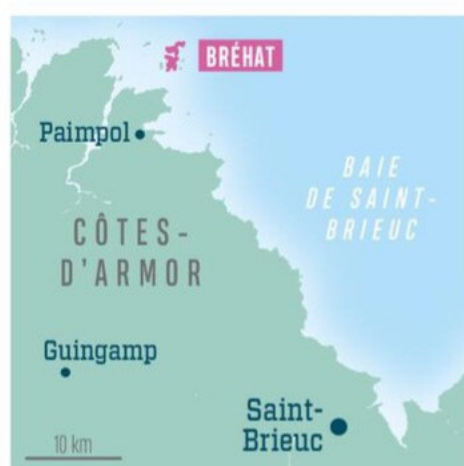 BRÉHAT
Paimpol
BAIE
DE SAINT-
BRIEUC
CÔTES-
D'ARMOR
Guingamp
Saint-
Brieuc
10 km